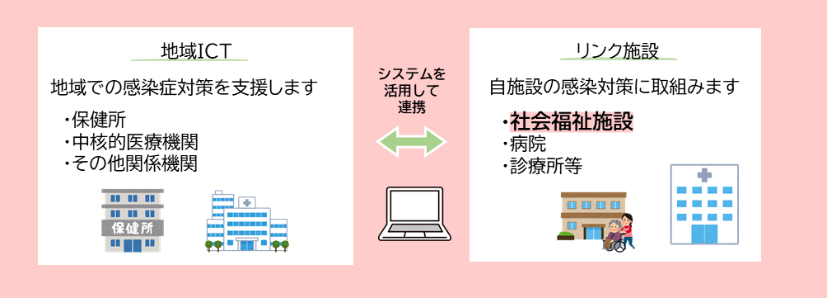 地域ICT
地域での感染症対策を支援します
・保健所
・中核的医療機関
・その他関係機関
保健所
システムを
活用して
連携
リンク施設
自施設の感染対策に取組みます
・社会福祉施設
・病院
・診療所等